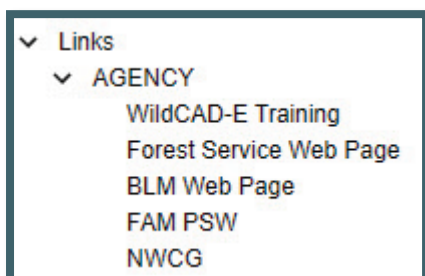 Links
AGENCY
WildCAD-E Training
Forest Service Web Page
BLM Web Page
FAM PSW
NWCG